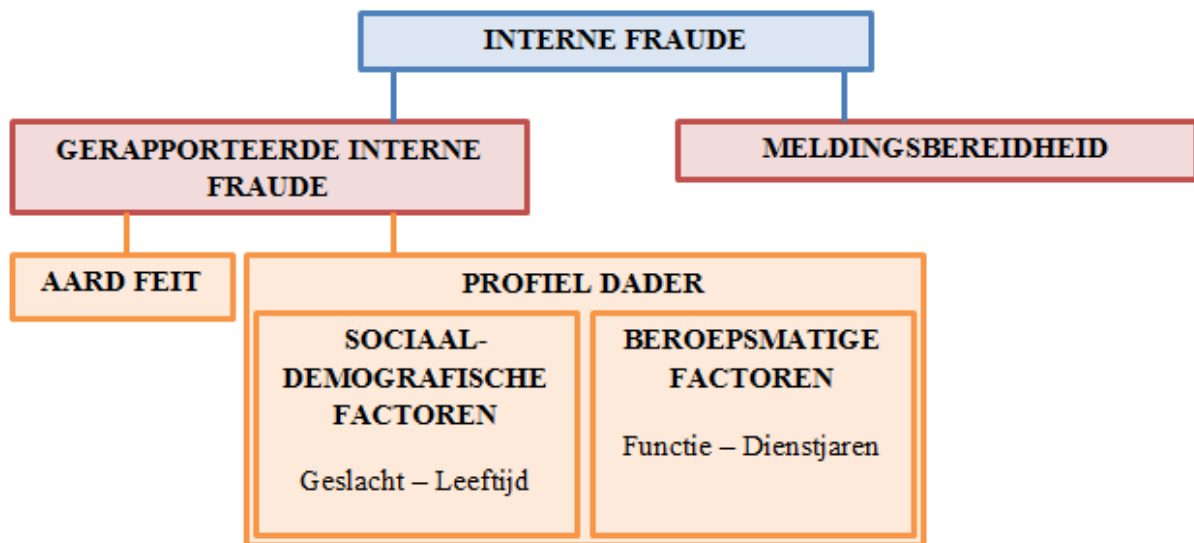 INTERNE FRAUDE
GERAPPORTEERDE INTERNE
FRAUDE
MELDINGSBEREIDHEID
AARD FEIT
PROFIEL DADER
SOCIAAL-
DEMOGRAFISCHE
FACTOREN
Geslacht – Leeftijd
BEROEPSMATIGE
FACTOREN
Functie – Dienstjaren